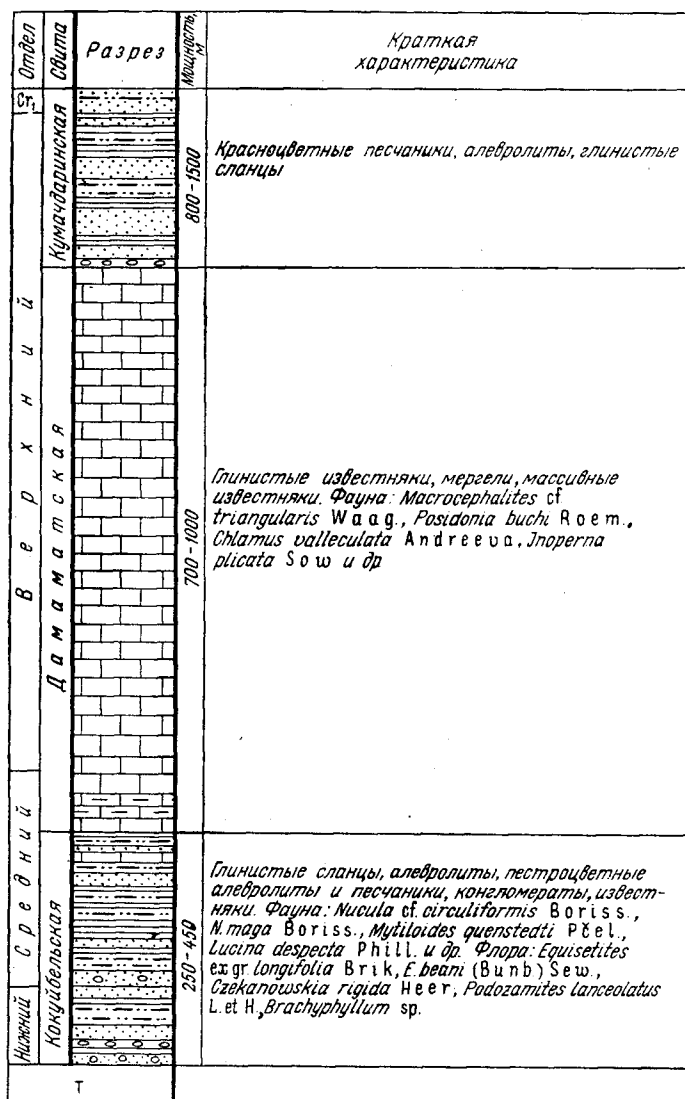 Отдел
Свита
Разрез
Мощность, м
Краткая
характеристика
Cr₁
Верхний
Кумачдаринская
800-1500
Красноцветные песчаники, алевролиты, глинистые
сланцы
Дамаматская
700-1000
Глинистые известняки, мергели, массивные
известняки. Фауна: Macrocephalites cf.
triangularis Waag., Posidonia buchi Roem.,
Chlamus valleculata Andreeva, Inoperna
plicata Sow и др
Средний
Нижний
Кокуйбельская
250-450
Глинистые сланцы, алевролиты, пестроцветные
алевролиты и песчаники, конгломераты, извест-
няки. Фауна: Nucula cf. circuliformis Boriss.,
N. maga Boriss., Mytiloides quenstedti Pčel.,
Lucina despecta Phill. и др. Флора: Equisetites
ex gr. longifolia Brik, E. beani (Bunb) Sew.,
Czekanowskia rigida Heer, Podozamites lanceolatus
L. et H., Brachyphyllum sp.
Т